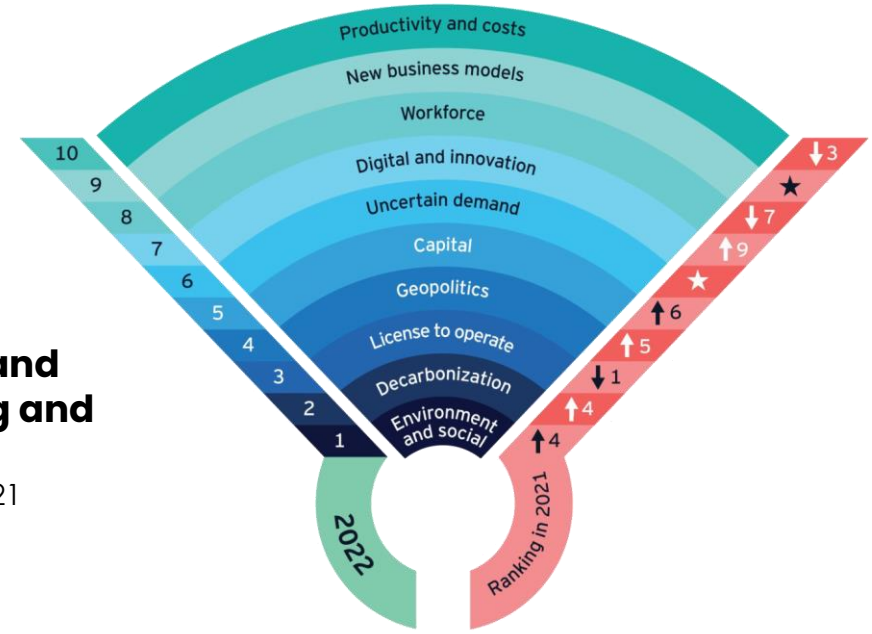 Productivity and costs
New business models
Workforce
Digital and innovation
Uncertain demand
Capital
Geopolitics
License to operate
Decarbonization
Environment
and social
10
9
8
7
6
5
4
3
2
1
2022
↓3
★
↓7
↑9
★
↑6
↑5
↓1
↑4
↑4
Ranking in 2021
and
g and
21